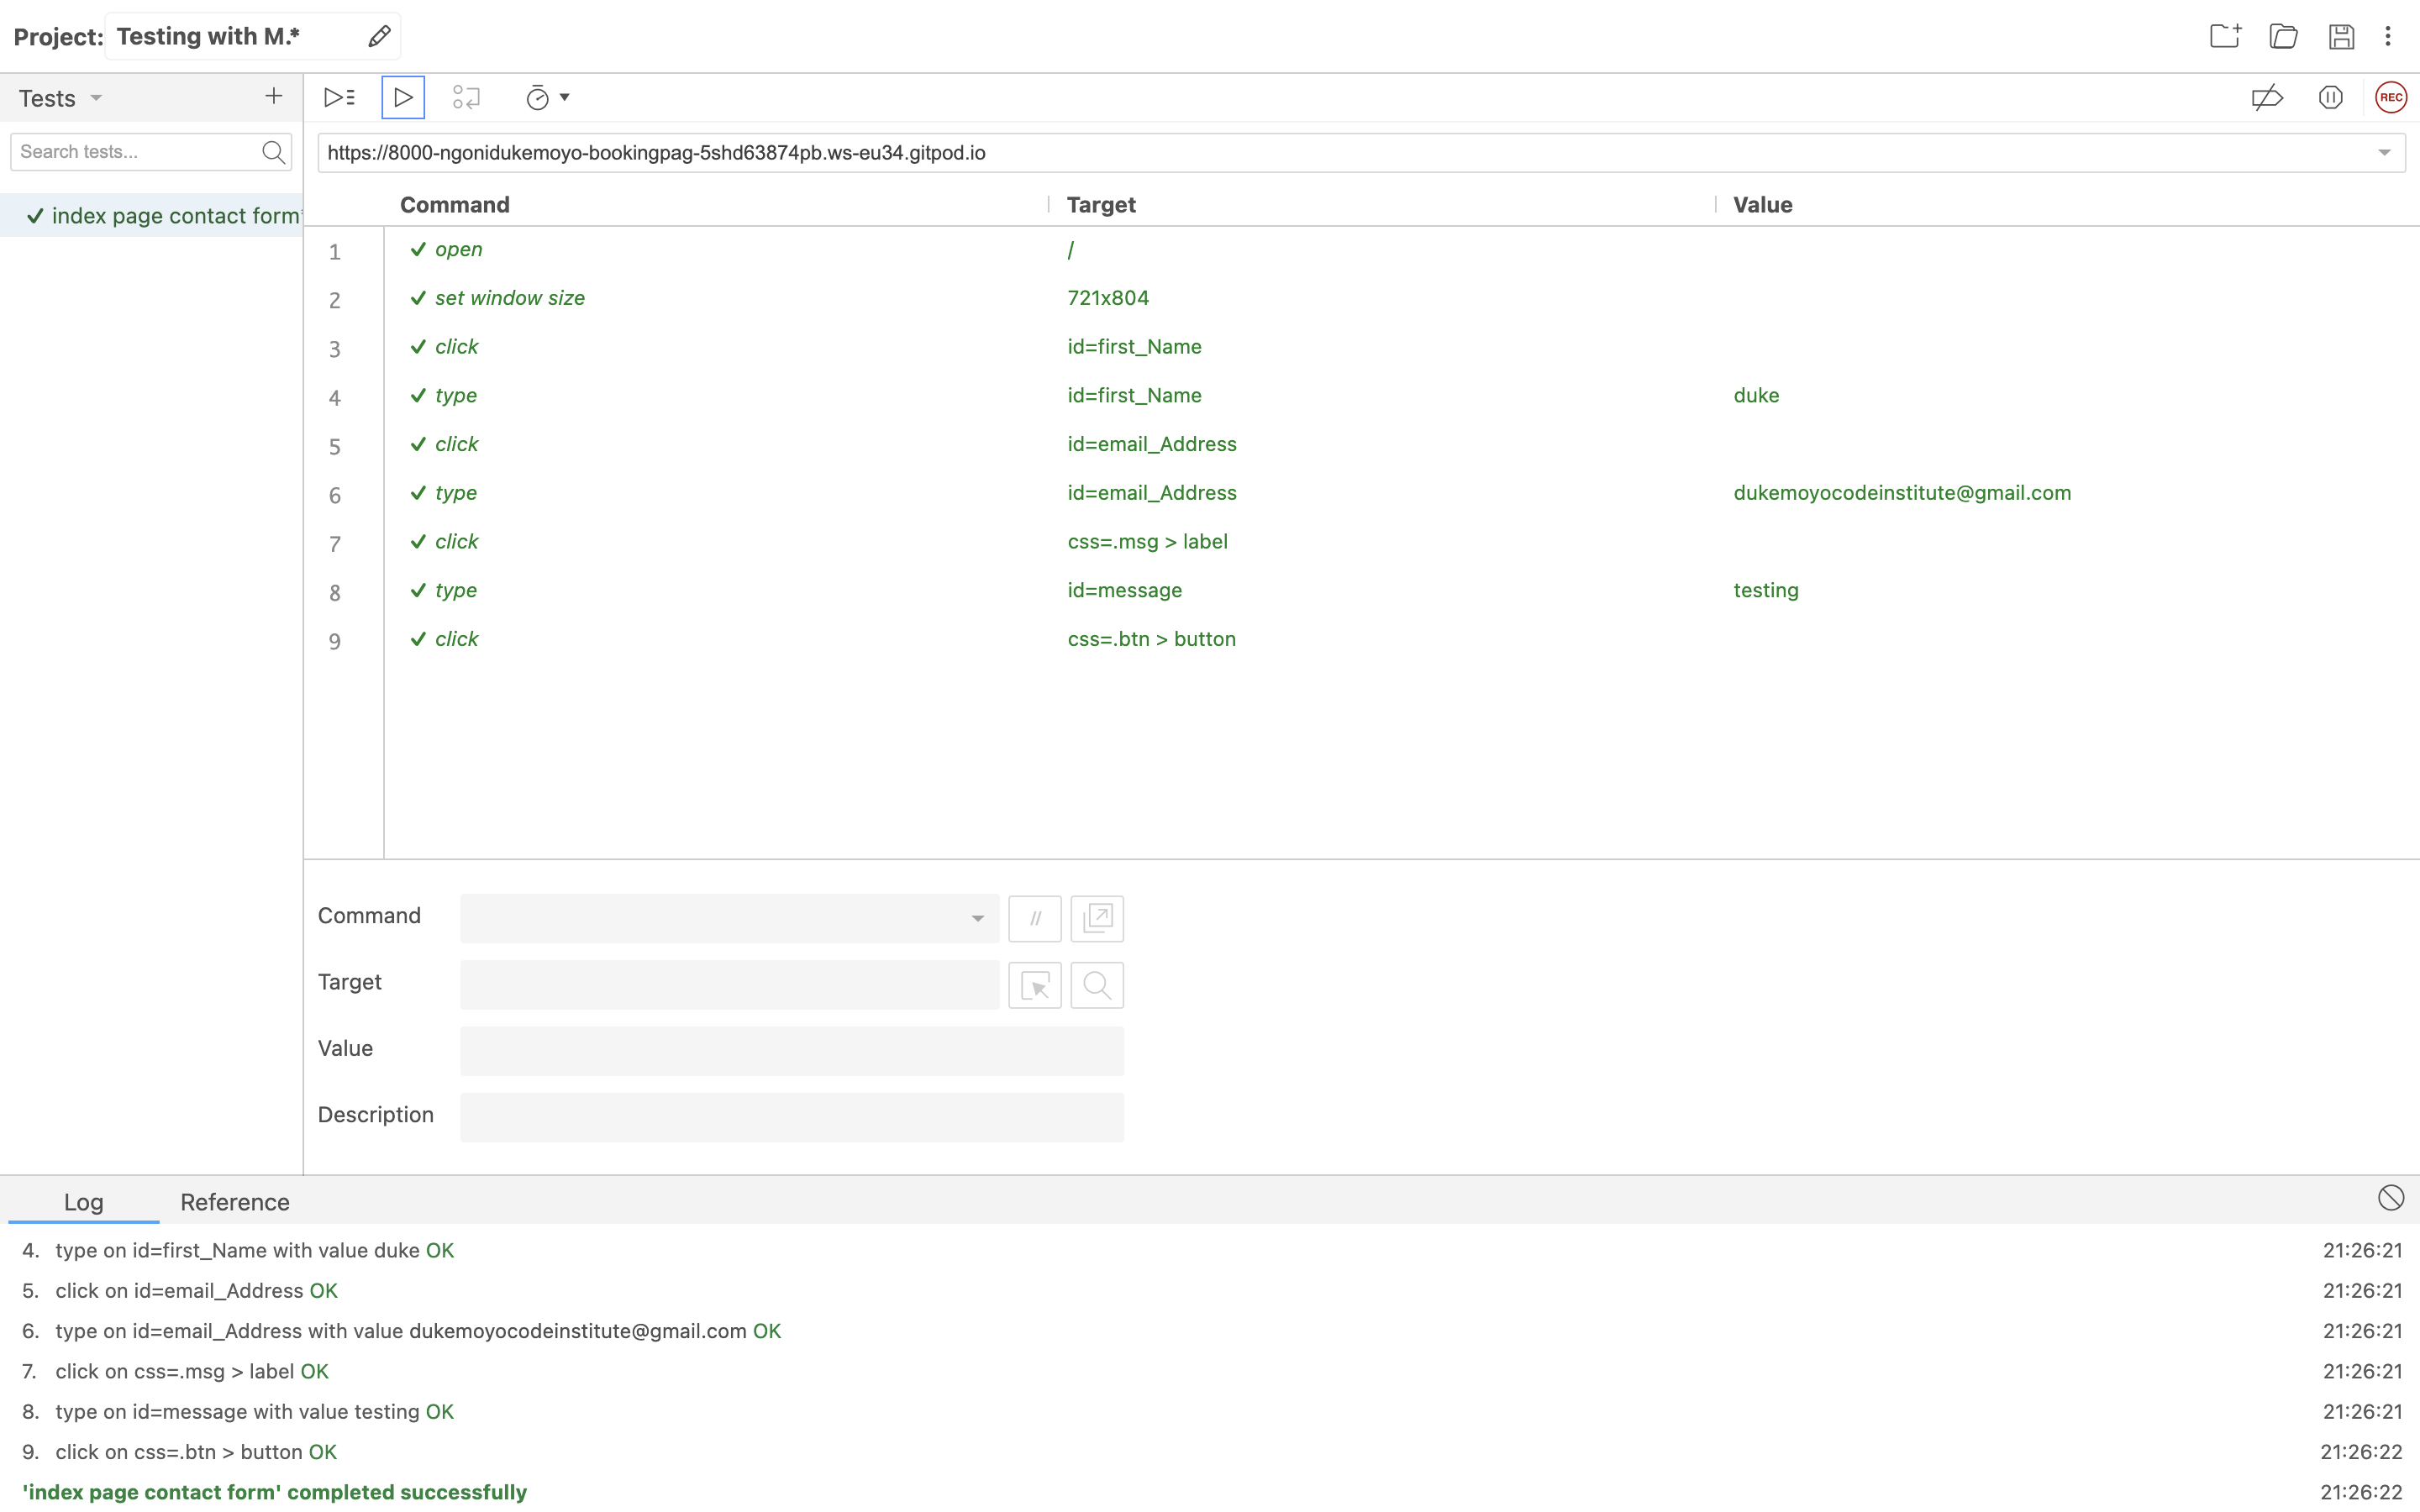 Project: Testing with M.*
Tests
Search tests...
index page contact form*
REC
https://8000-ngonidukemoyo-bookingpag-5shd63874pb.ws-eu34.gitpod.io
Command Target Value
1 open /
2 set window size 721x804
3 click id=first_Name
4 type id=first_Name duke
5 click id=email_Address
6 type id=email_Address dukemoyocodeinstitute@gmail.com
7 click css=.msg > label
8 type id=message testing
9 click css=.btn > button
Command //
Target
Value
Description
Log Reference
4. type on id=first_Name with value duke OK 21:26:21
5. click on id=email_Address OK 21:26:21
6. type on id=email_Address with value dukemoyocodeinstitute@gmail.com OK 21:26:21
7. click on css=.msg > label OK 21:26:21
8. type on id=message with value testing OK 21:26:21
9. click on css=.btn > button OK 21:26:22
'index page contact form' completed successfully 21:26:22